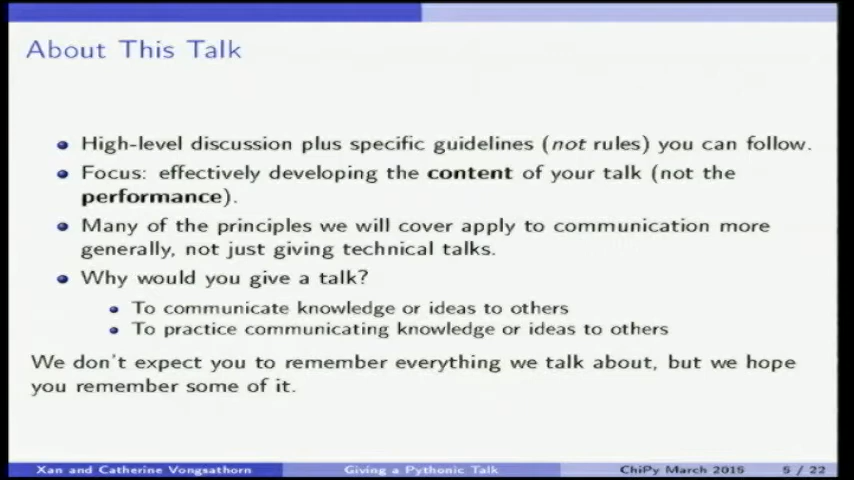 About This Talk
High-level discussion plus specific guidelines (not rules) you can follow.
Focus: effectively developing the content of your talk (not the
performance).
Many of the principles we will cover apply to communication more
generally, not just giving technical talks.
Why would you give a talk?
To communicate knowledge or ideas to others
To practice communicating knowledge or ideas to others
We don't expect you to remember everything we talk about, but we hope
you remember some of it.
Xan and Catherine Vongsathorn Giving a Pythonic Talk ChiPy March 2015 5 / 22